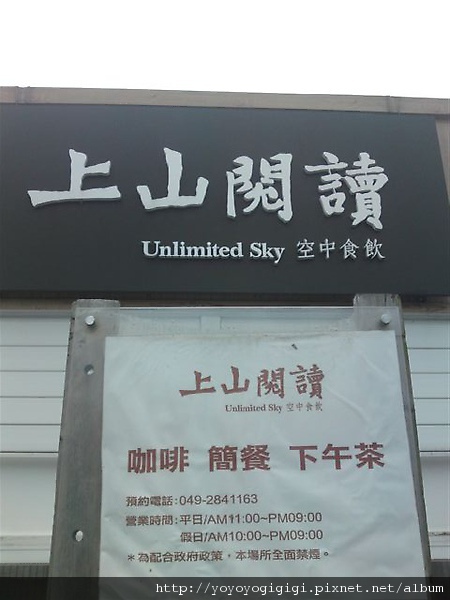 上山閱讀
Unlimited Sky 空中食飲
上山閱讀
Unlimited Sky 空中食飲
咖啡 簡餐 下午茶
預約電話:049-2841163
營業時間:平日/AM11:00~PM09:00
假日/AM10:00~PM09:00
＊為配合政府政策，本場所全面禁煙。
http://yoyoyogigigi.pixnet.net/album